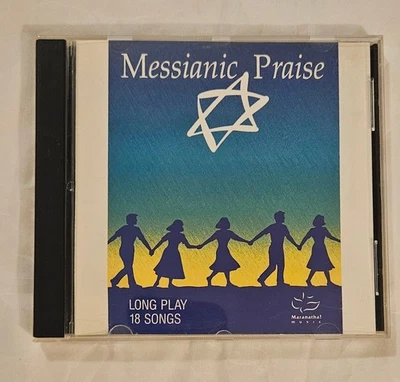 Messianic Praise
LONG PLAY
18 SONGS
Maranatha!
MUSIC